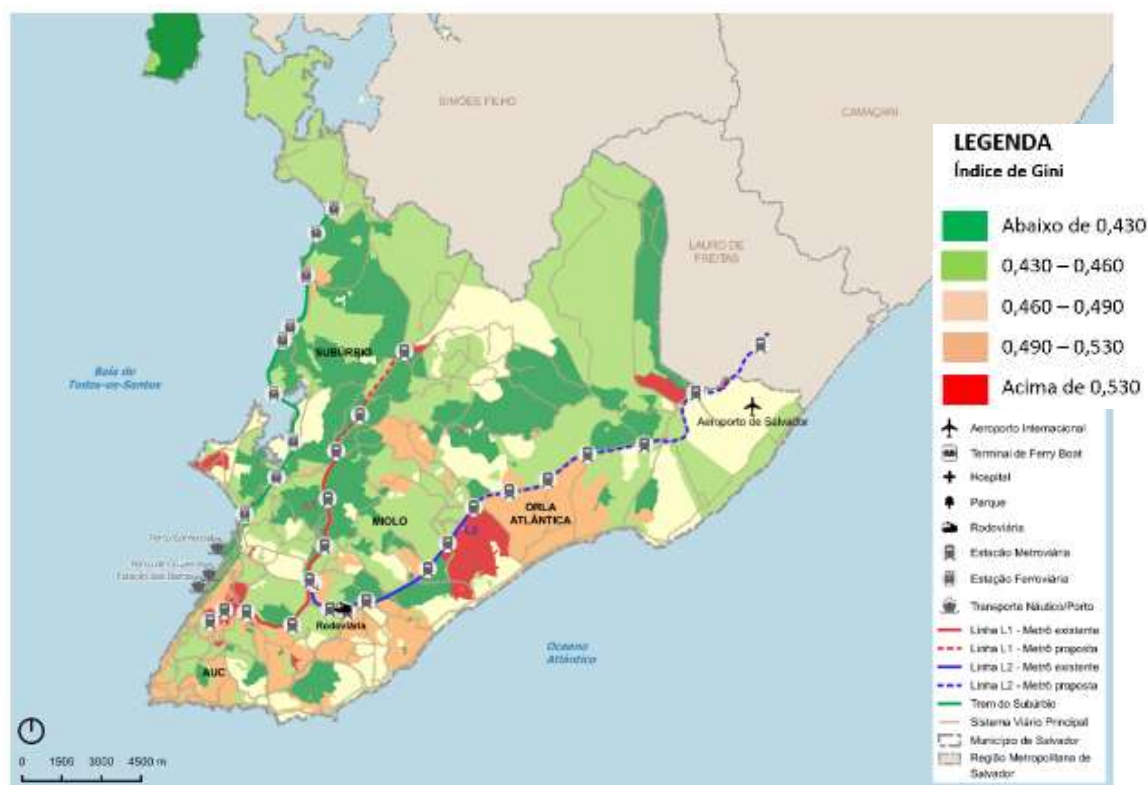 SIMÕES FILHO
CAMAÇARI
LAURO DE
FREITAS
SUBÚRBIO
Baía de
Todos-os-Santos
Aeroporto de Salvador
ORLA
ATLÂNTICA
MIOLO
L2
Rodoviária
AUC
Oceano
Atlântico
0 1500 3000 4500 m
LEGENDA
Índice de Gini
Abaixo de 0,430
0,430 – 0,460
0,460 – 0,490
0,490 – 0,530
Acima de 0,530
Aeroporto Internacional
Terminal de Ferry Boat
Hospital
Parque
Rodoviária
Estação Metroviária
Estação Ferroviária
Transporte Náutico/Porto
Linha L1 - Metrô existente
Linha L1 - Metrô proposta
Linha L2 - Metrô existente
Linha L2 - Metrô proposta
Trem do Subúrbio
Sistema Viário Principal
Município de Salvador
Região Metropolitana de
Salvador